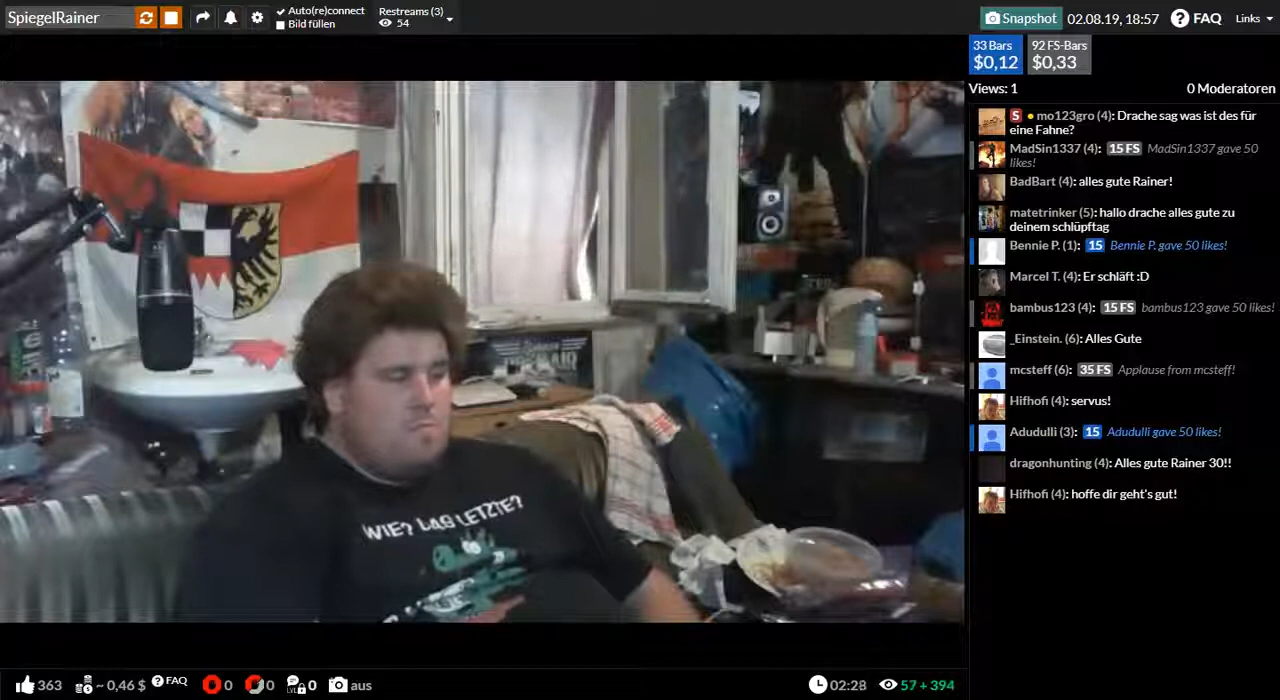 SpiegelRainer
Auto(re)connect
Bild füllen
Restreams (3)
54
Snapshot
02.08.19, 18:57
? FAQ
Links
33 Bars
$0,12
92 FS-Bars
$0,33
Views: 1
0 Moderatoren
S mo123gro (4): Drache sag was ist des für
eine Fahne?
MadSin1337 (4): 15 FS MadSin1337 gave 50
likes!
BadBart (4): alles gute Rainer!
matetrinker (5): hallo drache alles gute zu
deinem schlüpftag
Bennie P. (1): 15 Bennie P. gave 50 likes!
Marcel T. (4): Er schläft :D
bambus123 (4): 15 FS bambus123 gave 50 likes!
_Einstein. (6): Alles Gute
mcsteff (6): 35 FS Applause from mcsteff!
Hifhofi (4): servus!
Adudulli (3): 15 Adudulli gave 50 likes!
dragonhunting (4): Alles gute Rainer 30!!
Hifhofi (4): hoffe dir geht's gut!
WIE? LAG LETZTE?
363
~ 0,46 $
? FAQ
0
0
LVL
0
aus
02:28
57 + 394